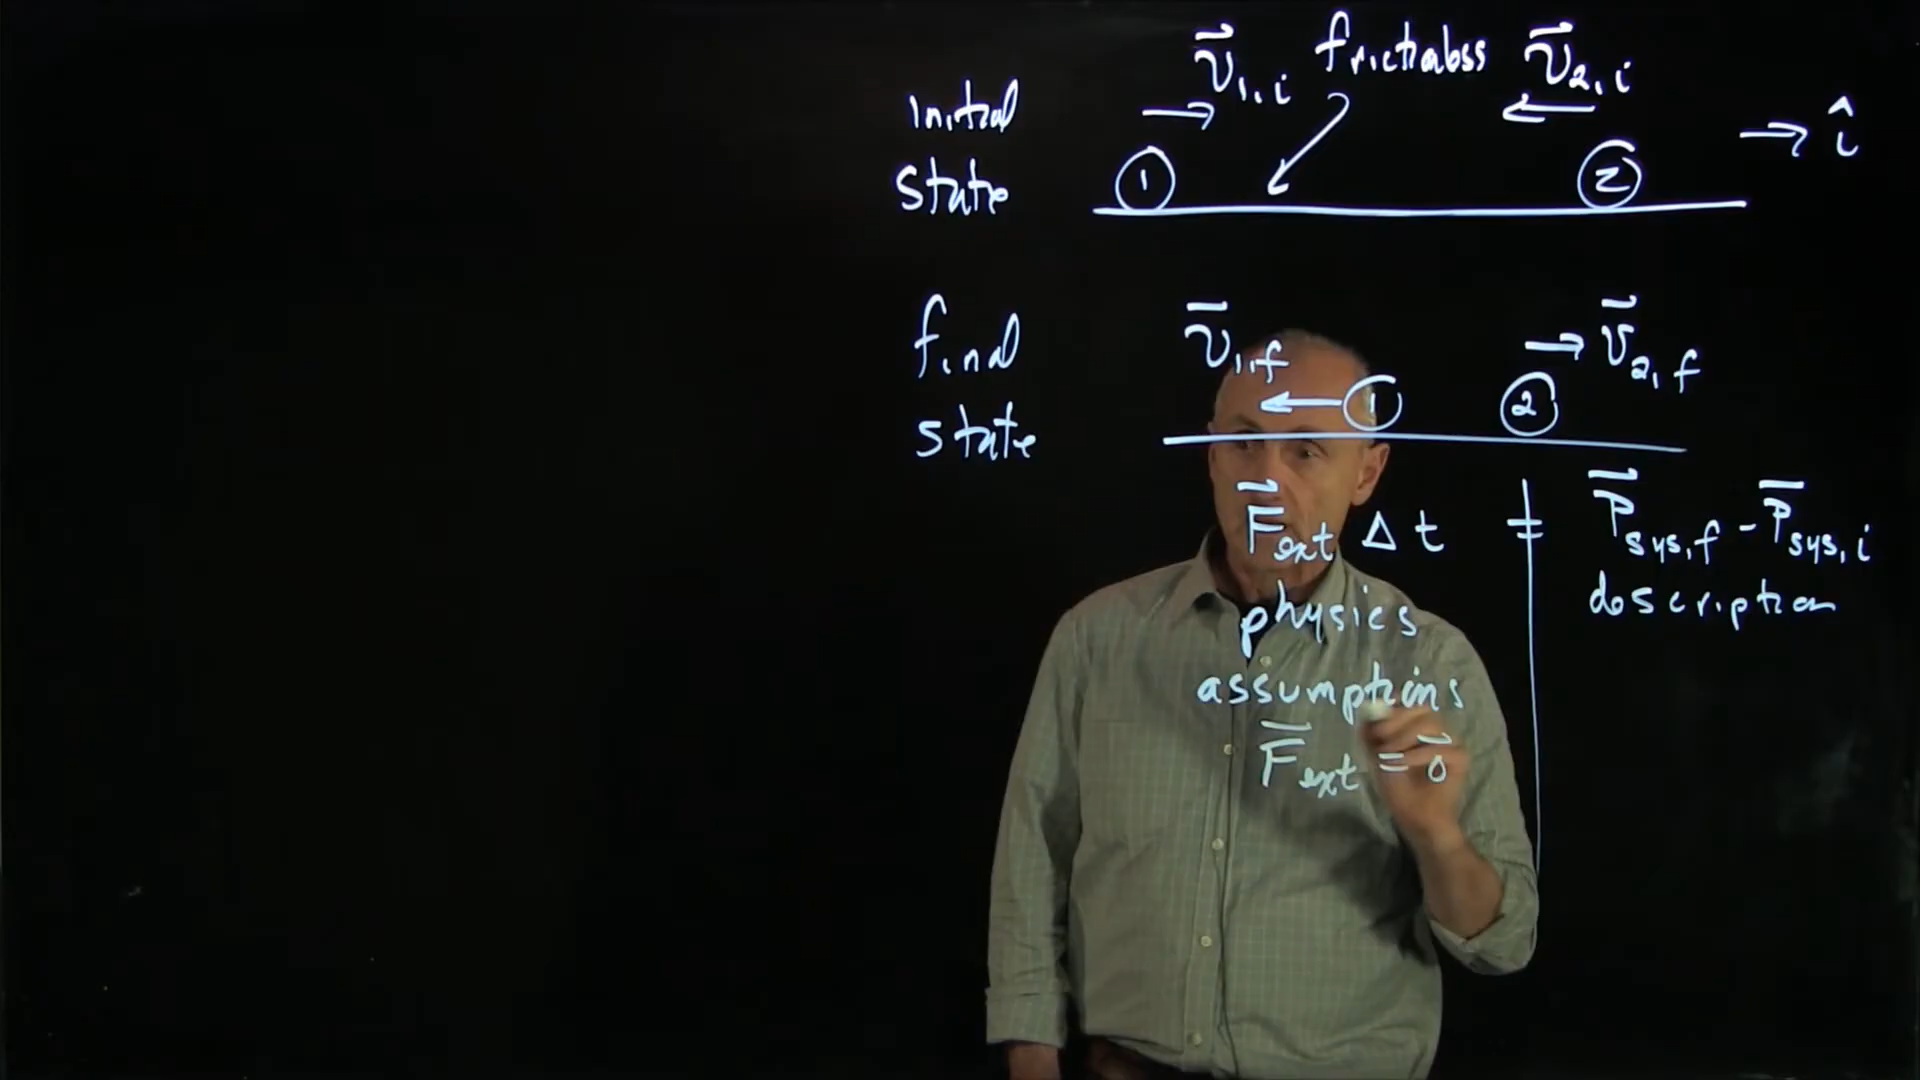 v⃗₁,ᵢ frictionless v⃗₂,ᵢ
initial → ← → î
state 1 2
final v⃗₁,f → v⃗₂,f
state ← 1 2
F⃗ext Δt = P⃗sys,f - P⃗sys,i
physics description
assumptions
F⃗ext = 0⃗